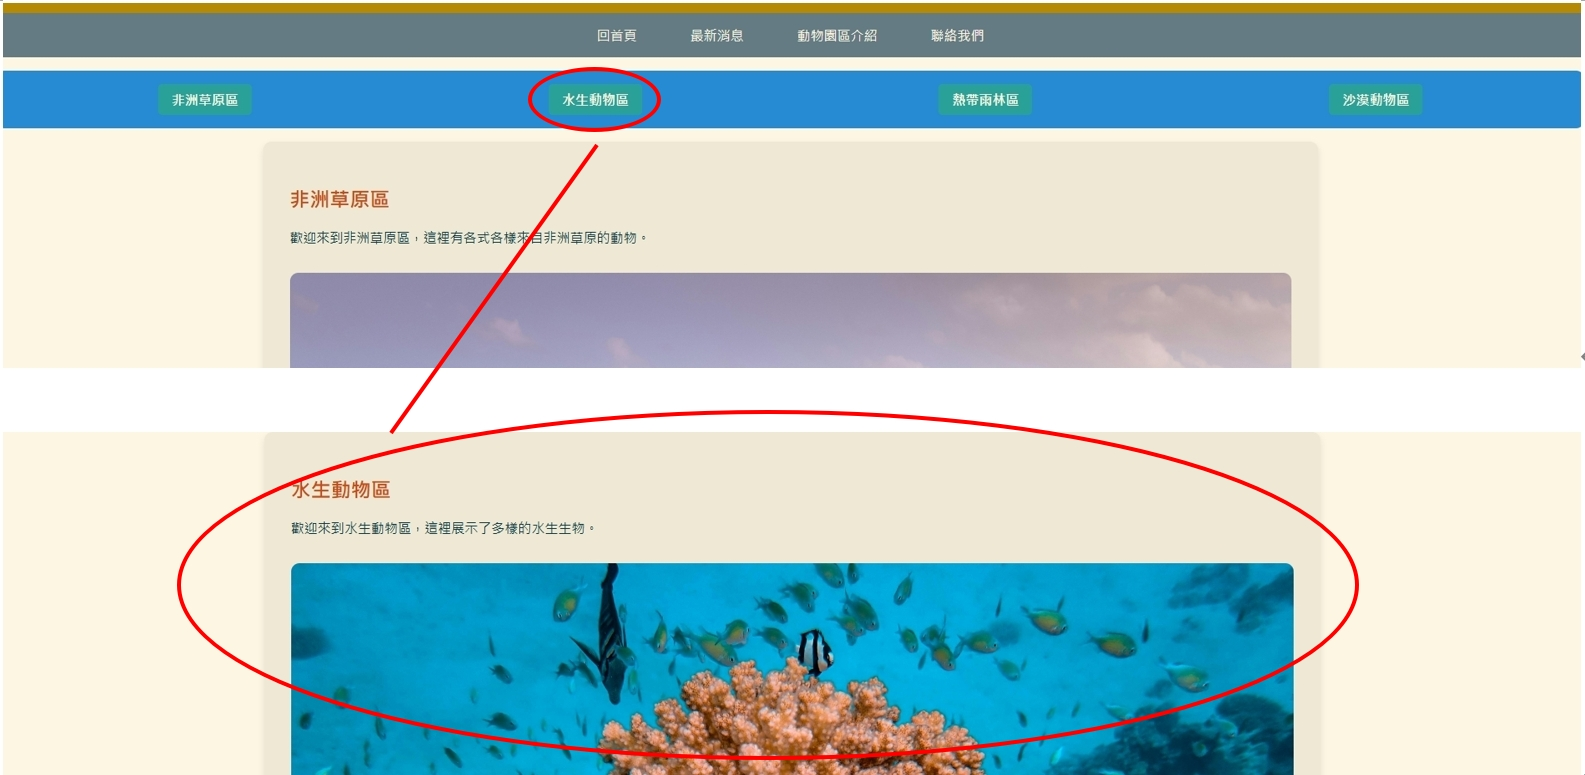 回首頁 最新消息 動物園區介紹 聯絡我們
非洲草原區 水生動物區 熱帶雨林區 沙漠動物區
非洲草原區
歡迎來到非洲草原區，這裡有各式各樣來自非洲草原的動物。
水生動物區
歡迎來到水生動物區，這裡展示了多樣的水生生物。